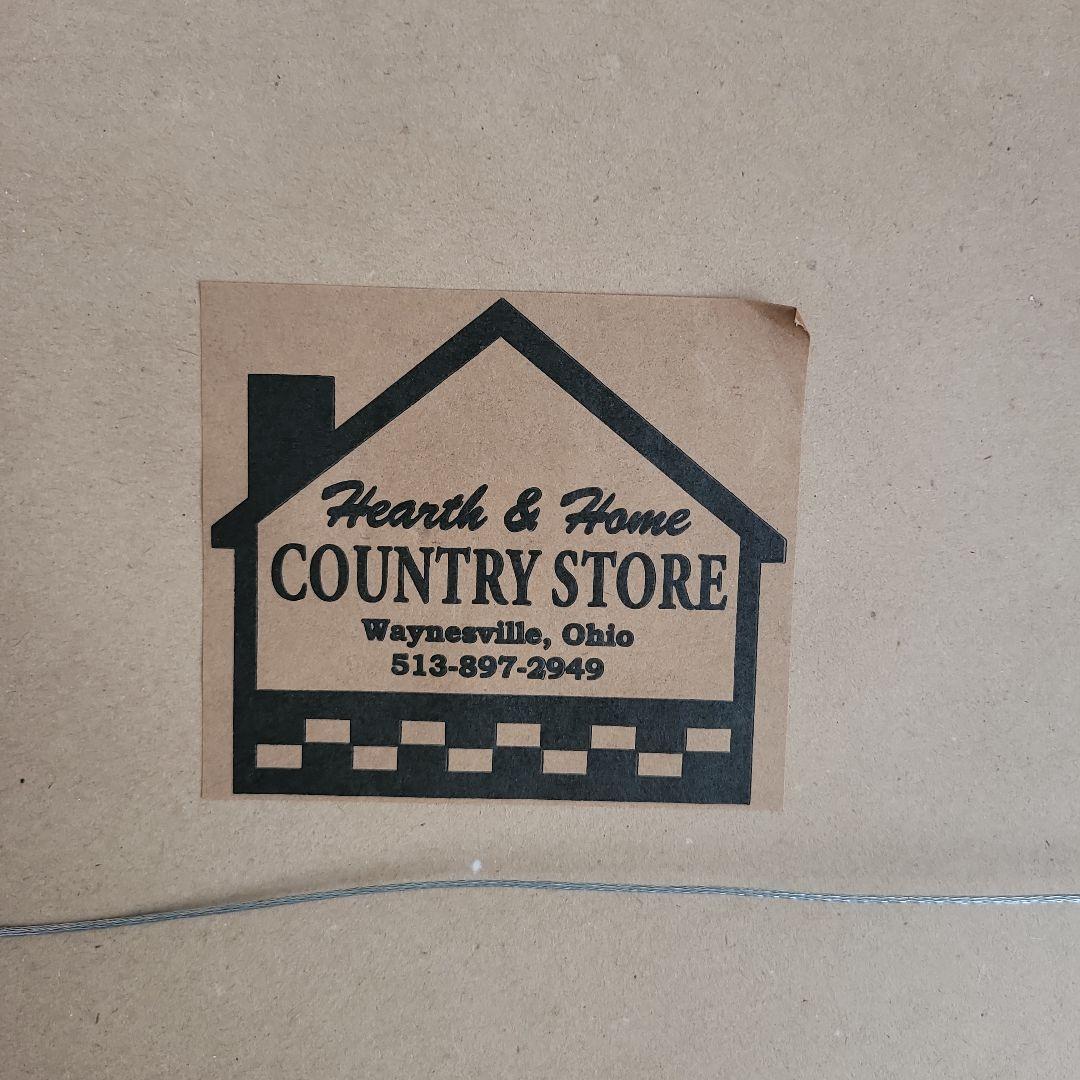 Hearth & Home
COUNTRY STORE
Waynesville, Ohio
513-897-2949